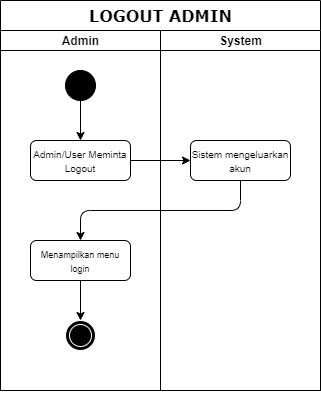 LOGOUT ADMIN
Admin
System
Admin/User Meminta
Logout
Sistem mengeluarkan
akun
Menampilkan menu
login